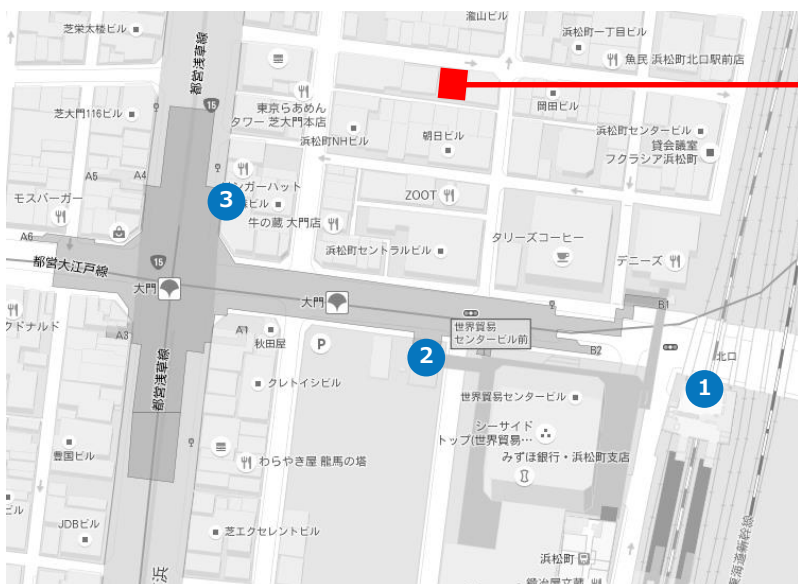 瀧山ビル
芝栄太楼ビル
都営浅草線
15
浜松町一丁目ビル
魚民 浜松町北口駅前店
東京らあめん
タワー 芝大門本店
岡田ビル
芝大門116ビル
浜松町NHビル
朝日ビル
浜松町センタービル
貸会議室
フクラシア浜松町
A5
A4
モスバーガー
ンガーハット
3
ビル
ZOOT
牛の蔵 大門店
浜松町セントラルビル
タリーズコーヒー
デニーズ
A6
都営大江戸線
15
大門
大門
B1
クドナルド
A3
A1
秋田屋
P
世界貿易
センタービル前
2
B2
北口
1
都営浅草線
クレトイシビル
世界貿易センタービル
シーサイド
トップ(世界貿易…
みずほ銀行・浜松町支店
豊国ビル
わらやき屋 龍馬の塔
ビル
JDBビル
芝エクセレントビル
浜松町
海道新幹線
浜